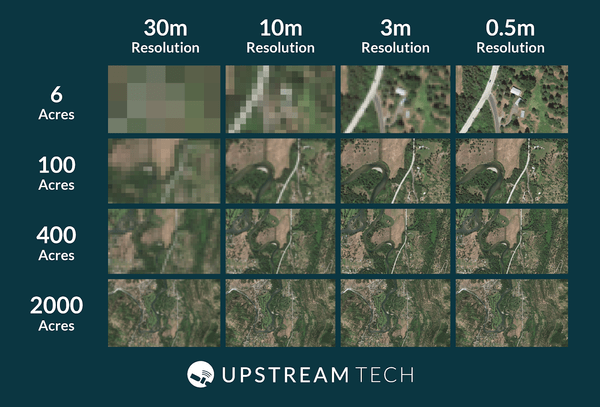 30m 10m 3m 0.5m
Resolution Resolution Resolution Resolution
6
Acres
100
Acres
400
Acres
2000
Acres
UPSTREAM TECH